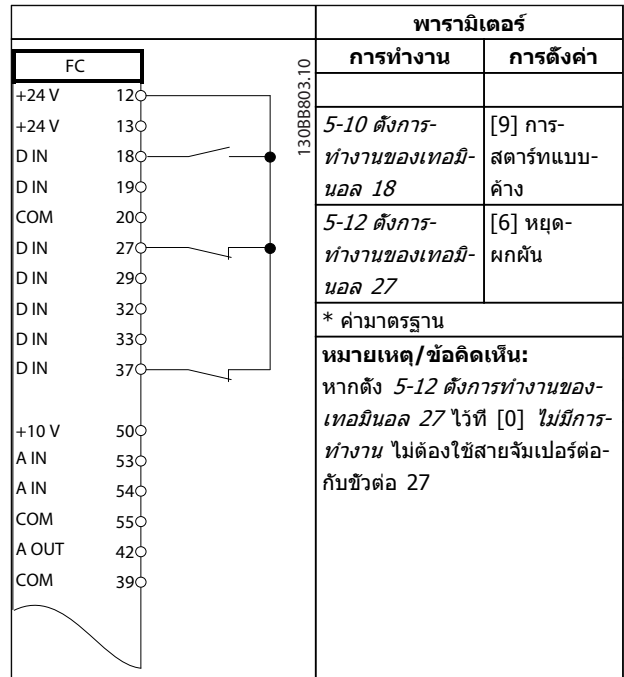 FC
+24 V 12
+24 V 13
D IN 18
D IN 19
COM 20
D IN 27
D IN 29
D IN 32
D IN 33
D IN 37
+10 V 50
A IN 53
A IN 54
COM 55
A OUT 42
COM 39
130BB803.10
พารามิเตอร์
การทำงาน การตั้งค่า
5-10 ตั้งการ- [9] การ-
ทำงานของเทอมิ- สตาร์ทแบบ-
นอล 18 ค้าง
5-12 ตั้งการ- [6] หยุด-
ทำงานของเทอมิ- ผกผัน
นอล 27
* ค่ามาตรฐาน
หมายเหตุ/ข้อคิดเห็น:
หากตั้ง 5-12 ตั้งการทำงานของ-
เทอมินอล 27 ไว้ที่ [0] ไม่มีการ-
ทำงาน ไม่ต้องใช้สายจัมเปอร์ต่อ-
กับขั้วต่อ 27